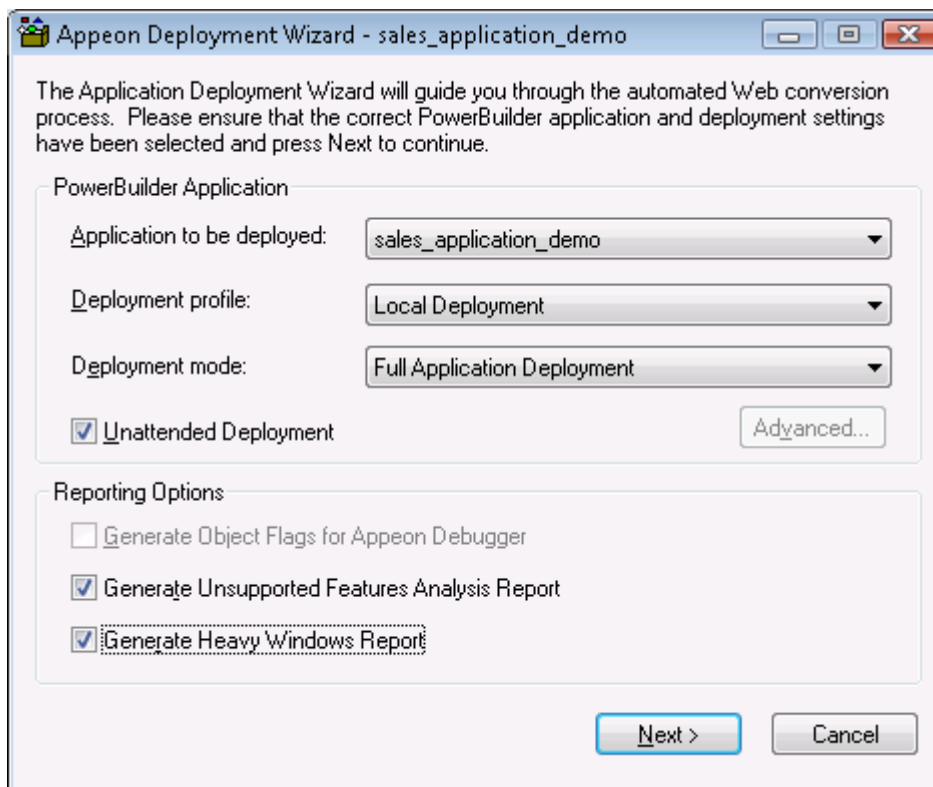 Appeon Deployment Wizard - sales_application_demo
The Application Deployment Wizard will guide you through the automated Web conversion
process. Please ensure that the correct PowerBuilder application and deployment settings
have been selected and press Next to continue.
PowerBuilder Application
Application to be deployed: sales_application_demo
Deployment profile: Local Deployment
Deployment mode: Full Application Deployment
Unattended Deployment Advanced...
Reporting Options
Generate Object Flags for Appeon Debugger
Generate Unsupported Features Analysis Report
Generate Heavy Windows Report
Next > Cancel